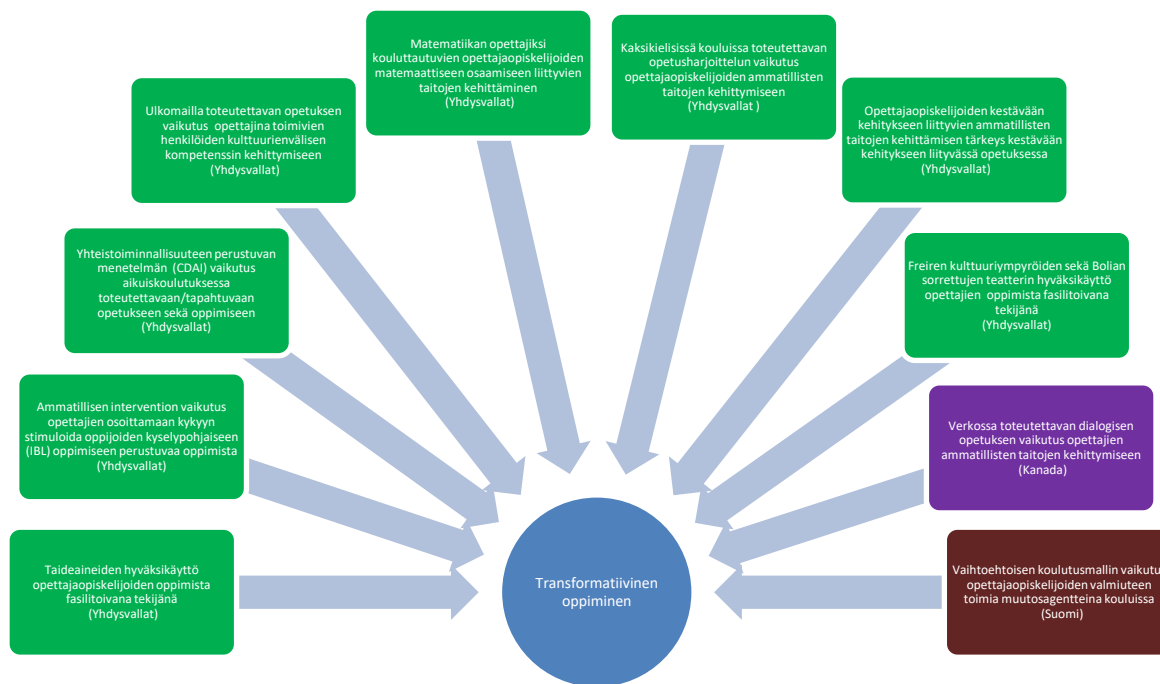 Matematiikan opettajiksi
kouluttautuvien opettajaopiskelijoiden
matemaattiseen osaamiseen liittyvien
taitojen kehittäminen
(Yhdysvallat)
Kaksikielisissä kouluissa toteutettavan
opetusharjoittelun vaikutus
opettajaopiskelijoiden ammatillisten
taitojen kehittymiseen
(Yhdysvallat )
Ulkomailla toteutettavan opetuksen
vaikutus opettajina toimivien
henkilöiden kulttuurienvälisen
kompetenssin kehittymiseen
(Yhdysvallat)
Opettajaopiskelijoiden kestävään
kehitykseen liittyvien ammatillisten
taitojen kehittämisen tärkeys kestävään
kehitykseen liityvässä opetuksessa
(Yhdysvallat)
Yhteistoiminnallisuuteen perustuvan
menetelmän (CDAI) vaikutus
aikuiskoulutuksessa
toteutettavaan/tapahtuvaan
opetukseen sekä oppimiseen
(Yhdysvallat)
Freiren kulttuuriympyröiden sekä Bolian
sorrettujen teatterin hyväksikäyttö
opettajien oppimista fasilitoivana
tekijänä
(Yhdysvallat)
Ammatillisen intervention vaikutus
opettajien osoittamaan kykyyn
stimuloida oppijoiden kyselypohjaiseen
(IBL) oppimiseen perustuvaa oppimista
(Yhdysvallat)
Verkossa toteutettavan dialogisen
opetuksen vaikutus opettajien
ammatillisten taitojen kehittymiseen
(Kanada)
Taideaineiden hyväksikäyttö
opettajaopiskelijoiden oppimista
fasilitoivana tekijänä
(Yhdysvallat)
Transformatiivinen
oppiminen
Vaihtoehtoisen koulutusmallin vaikutu
opettajaopiskelijoiden valmiuteen
toimia muutosagentteina kouluissa
(Suomi)